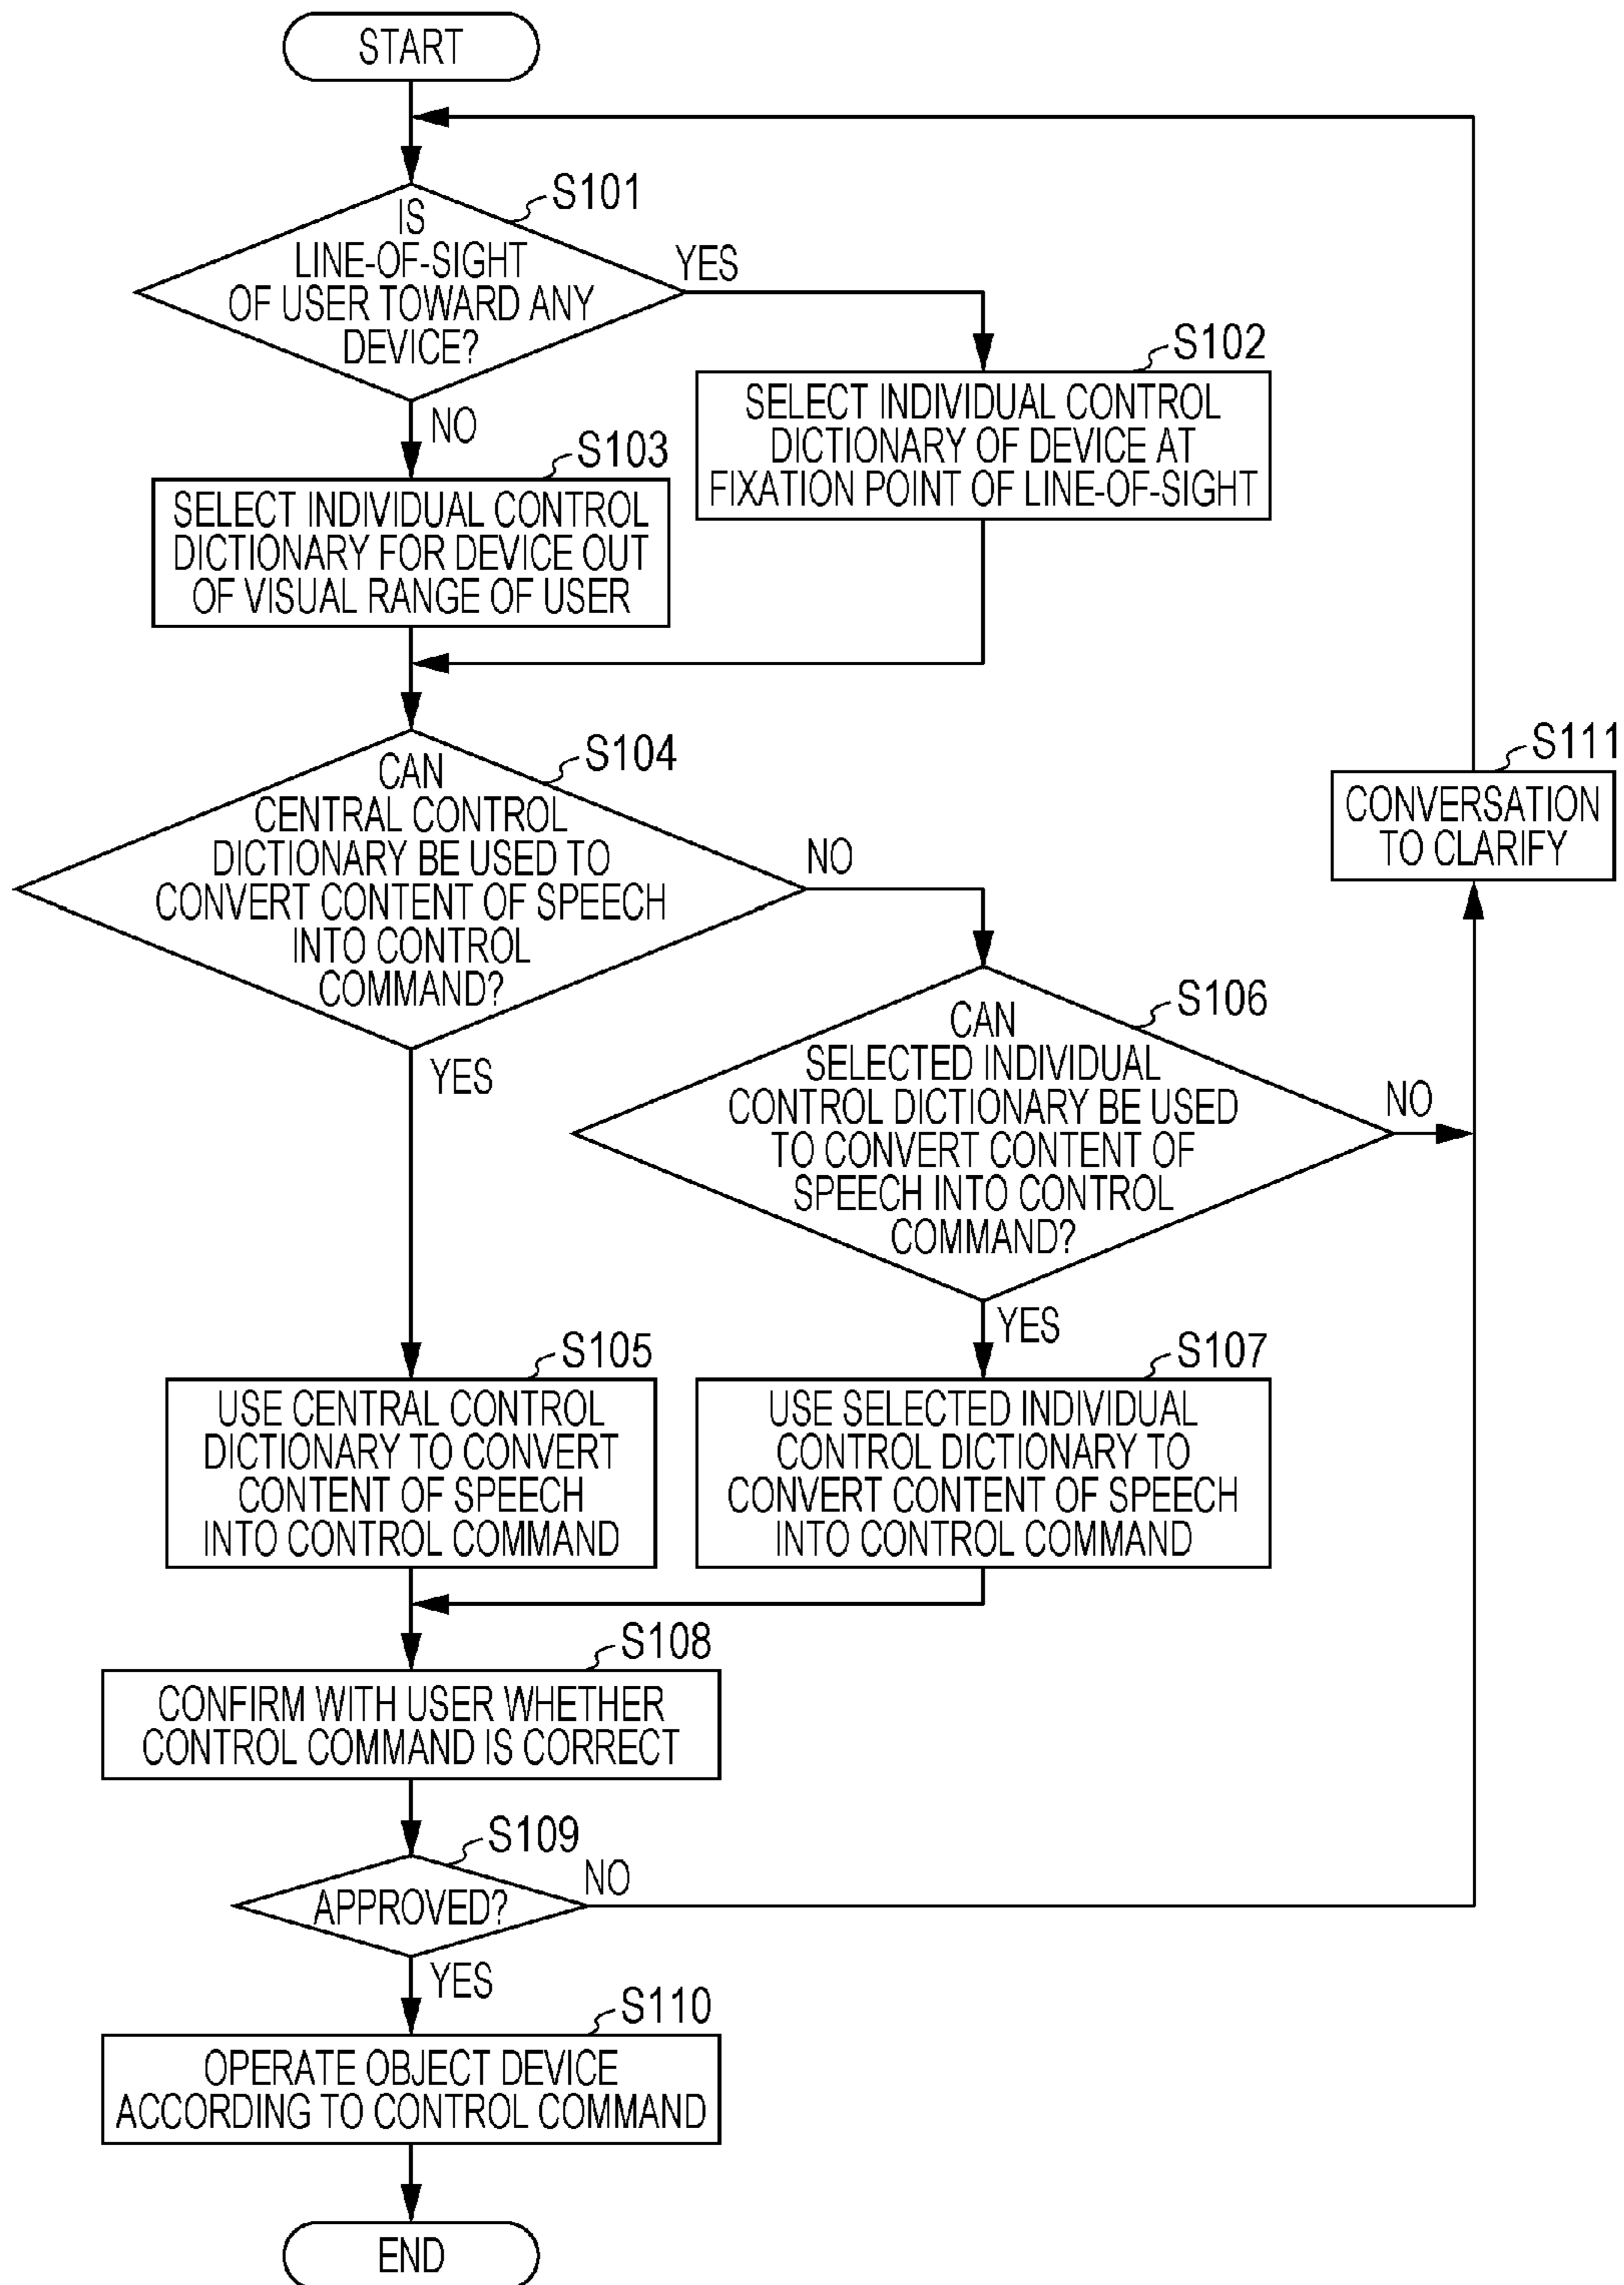 START
S101
IS
LINE-OF-SIGHT
OF USER TOWARD ANY
DEVICE?
YES
NO
S102
SELECT INDIVIDUAL CONTROL
DICTIONARY OF DEVICE AT
FIXATION POINT OF LINE-OF-SIGHT
S103
SELECT INDIVIDUAL CONTROL
DICTIONARY FOR DEVICE OUT
OF VISUAL RANGE OF USER
S104
CAN
CENTRAL CONTROL
DICTIONARY BE USED TO
CONVERT CONTENT OF SPEECH
INTO CONTROL
COMMAND?
NO
YES
S111
CONVERSATION
TO CLARIFY
S106
CAN
SELECTED INDIVIDUAL
CONTROL DICTIONARY BE USED
TO CONVERT CONTENT OF
SPEECH INTO CONTROL
COMMAND?
NO
YES
S105
USE CENTRAL CONTROL
DICTIONARY TO CONVERT
CONTENT OF SPEECH
INTO CONTROL COMMAND
S107
USE SELECTED INDIVIDUAL
CONTROL DICTIONARY TO
CONVERT CONTENT OF SPEECH
INTO CONTROL COMMAND
S108
CONFIRM WITH USER WHETHER
CONTROL COMMAND IS CORRECT
S109
APPROVED?
NO
YES
S110
OPERATE OBJECT DEVICE
ACCORDING TO CONTROL COMMAND
END